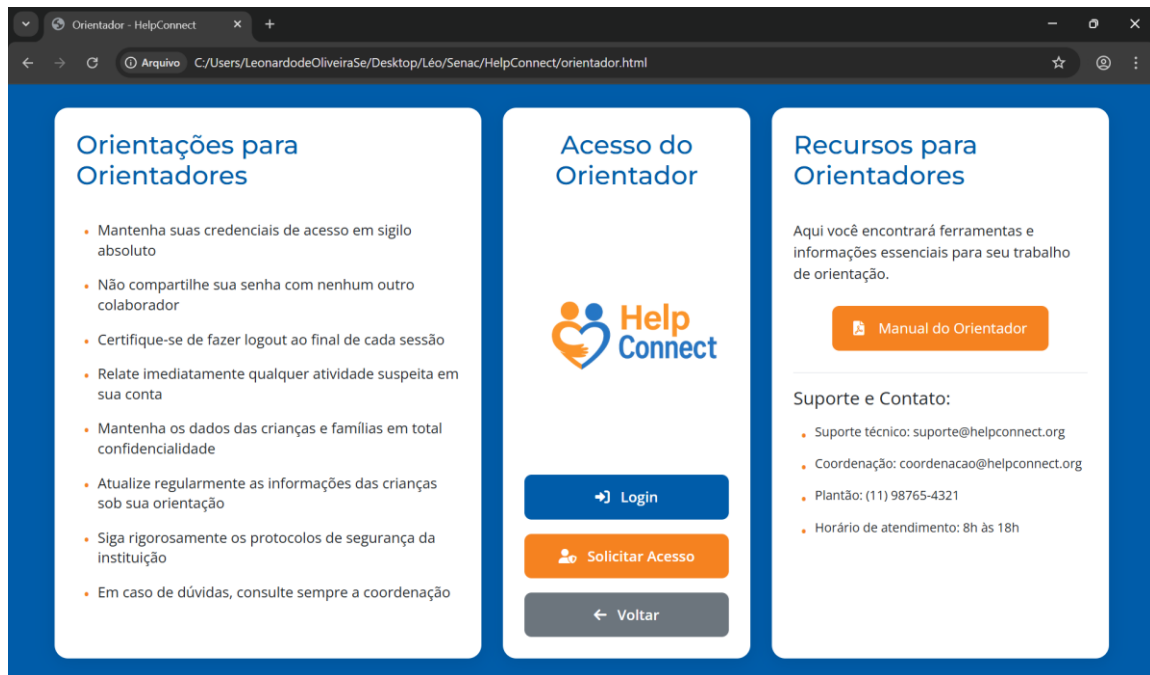 Orientador - HelpConnect
Arquivo C:/Users/LeonardodeOliveiraSe/Desktop/Léo/Senac/HelpConnect/orientador.html
Orientações para
Orientadores
Mantenha suas credenciais de acesso em sigilo
absoluto
Não compartilhe sua senha com nenhum outro
colaborador
Certifique-se de fazer logout ao final de cada sessão
Relate imediatamente qualquer atividade suspeita em
sua conta
Mantenha os dados das crianças e famílias em total
confidencialidade
Atualize regularmente as informações das crianças
sob sua orientação
Siga rigorosamente os protocolos de segurança da
instituição
Em caso de dúvidas, consulte sempre a coordenação
Acesso do
Orientador
Help
Connect
Login
Solicitar Acesso
Voltar
Recursos para
Orientadores
Aqui você encontrará ferramentas e
informações essenciais para seu trabalho
de orientação.
Manual do Orientador
Suporte e Contato:
Suporte técnico: suporte@helpconnect.org
Coordenação: coordenacao@helpconnect.org
Plantão: (11) 98765-4321
Horário de atendimento: 8h às 18h